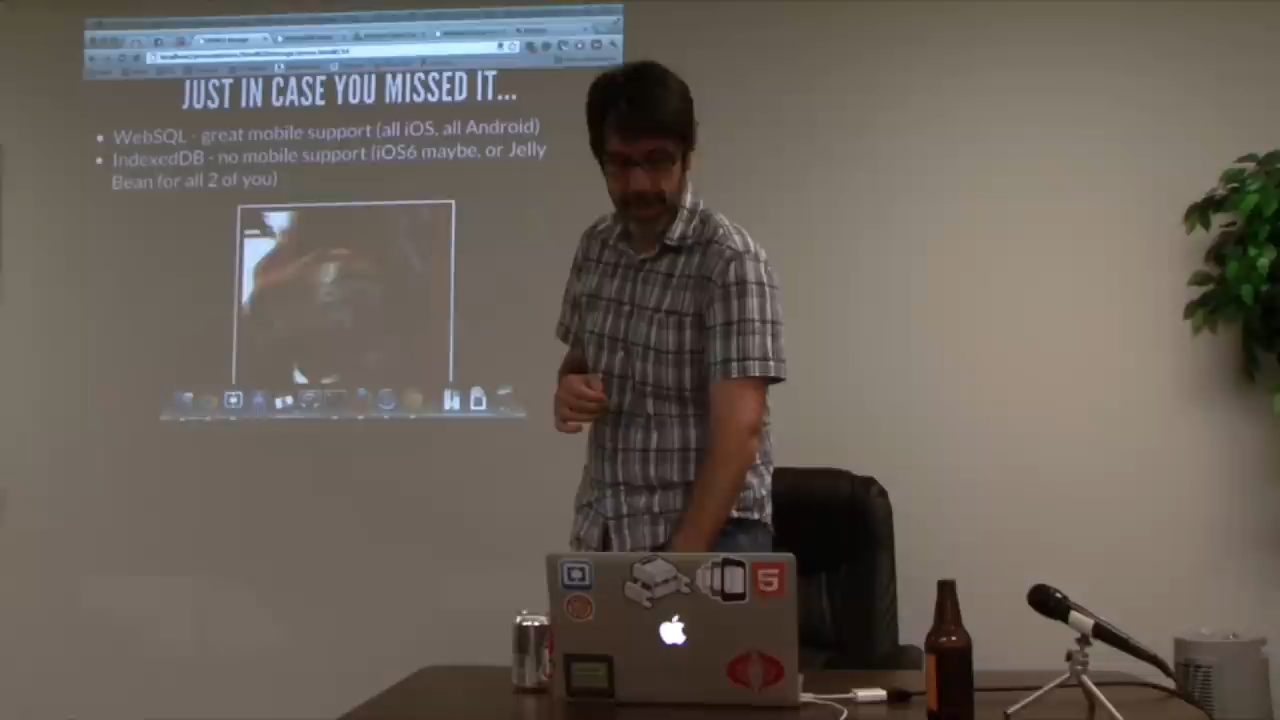 JUST IN CASE YOU MISSED IT...
WebSQL - great mobile support (all iOS, all Android)
IndexedDB - no mobile support (iOS6 maybe, or Jelly
Bean for all 2 of you)
5